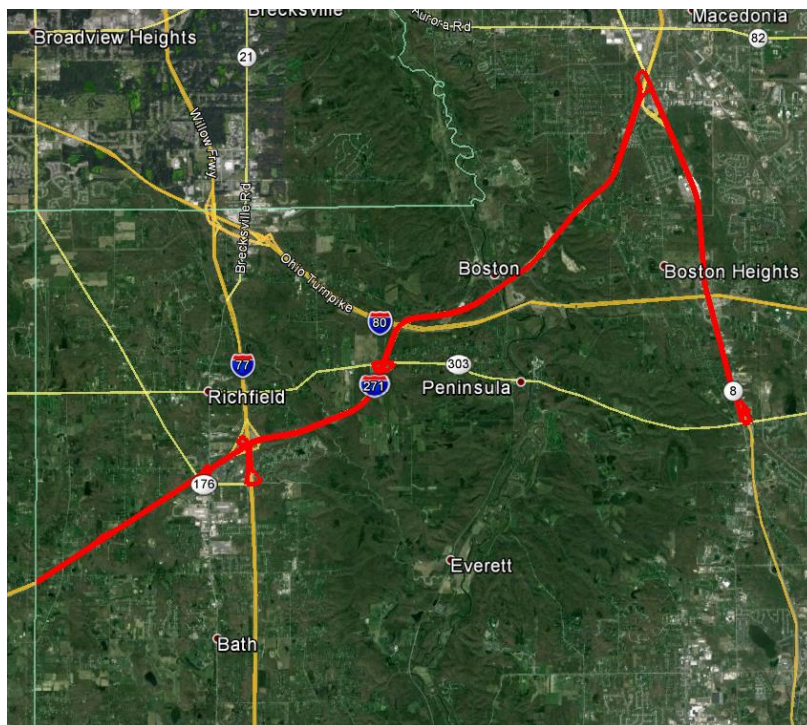 Brecksville
Macedonia
Broadview Heights
Aurora Rd
82
21
Willow Frwy
Brecksville Rd
Ohio Turnpike
Boston
Boston Heights
80
77
303
271
Richfield
Peninsula
8
176
Everett
Bath